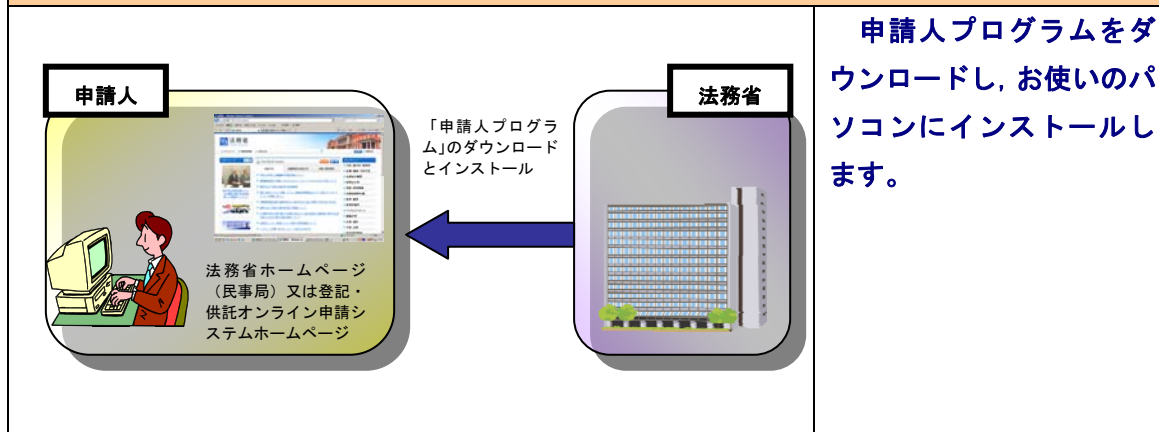 申請人
法務省
「申請人プログラ
ム」のダウンロード
とインストール
法務省
法務省ホームページ
（民事局）又は登記・
供託オンライン申請シ
ステムホームページ
申請人プログラムをダ
ウンロードし，お使いのパ
ソコンにインストールし
ます。